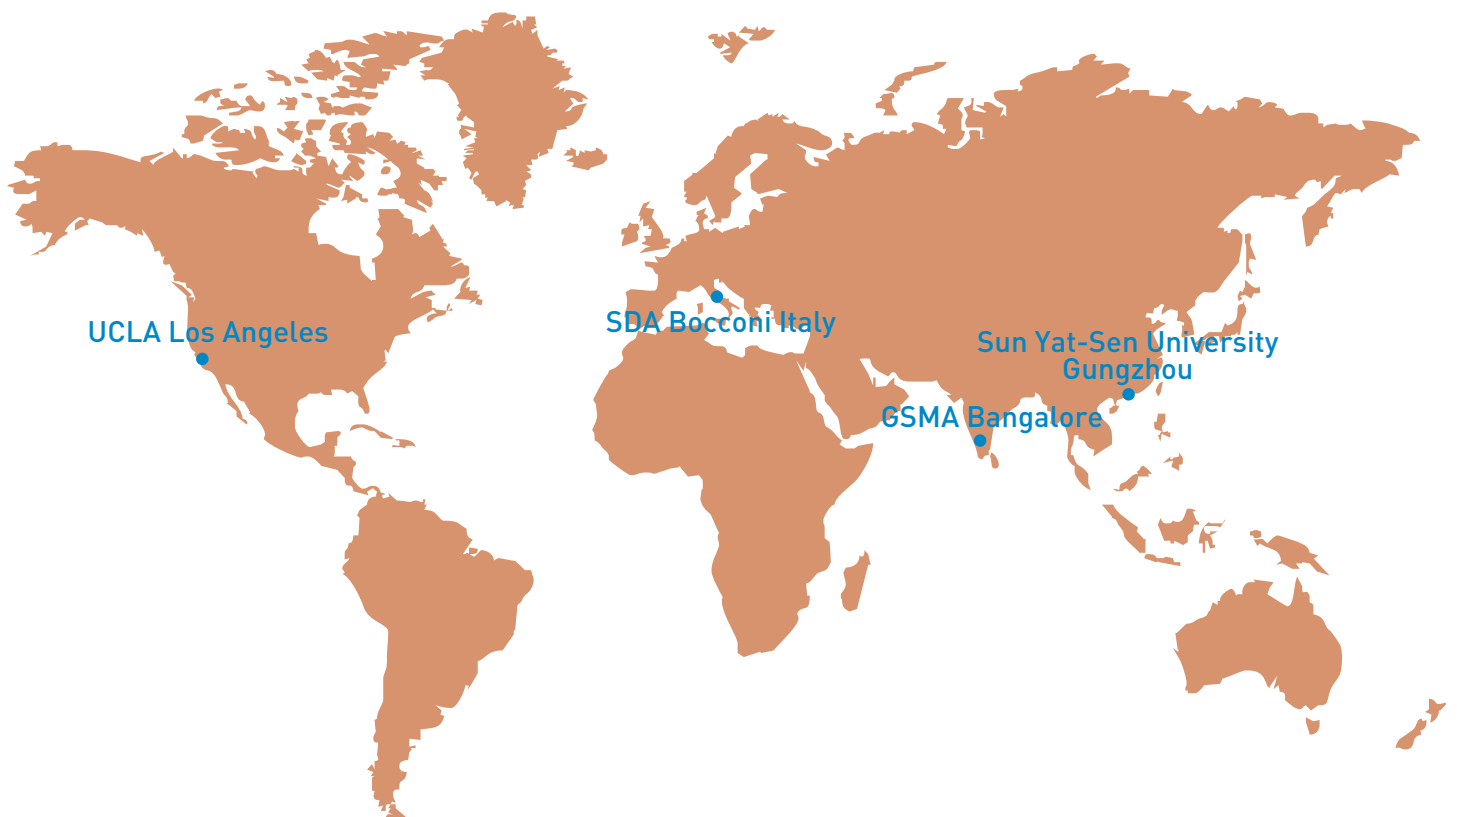 UCLA Los Angeles
SDA Bocconi Italy
Sun Yat-Sen University
Gungzhou
GSMA Bangalore